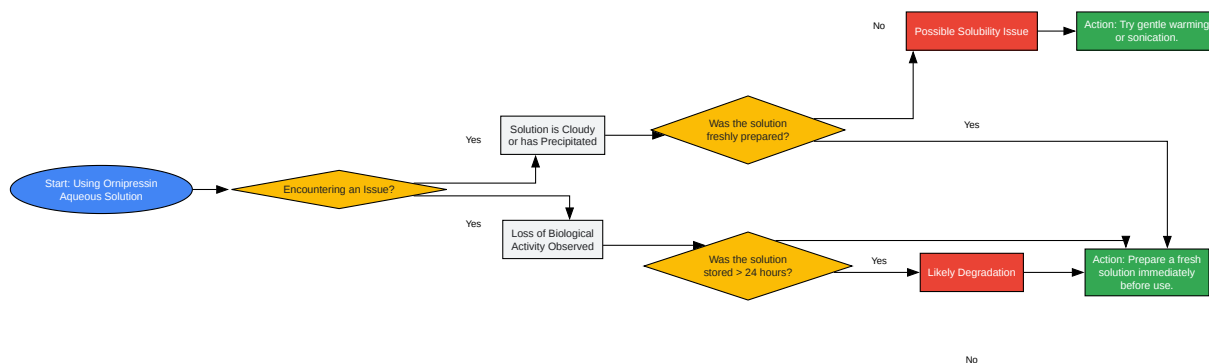 No
Possible Solubility Issue
Action: Try gentle warming
or sonication.
Yes
Solution is Cloudy
or has Precipitated
Was the solution
freshly prepared?
Yes
Start: Using Ornipressin
Aqueous Solution
Encountering an Issue?
Yes
Loss of Biological
Activity Observed
Was the solution
stored > 24 hours?
Yes
Likely Degradation
Action: Prepare a fresh
solution immediately
before use.
No